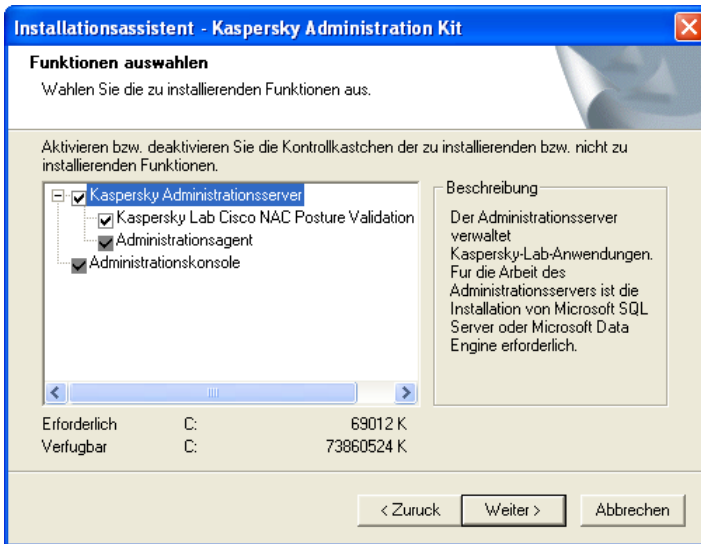 Installationsassistent - Kaspersky Administration Kit
Funktionen auswahlen
Wahlen Sie die zu installierenden Funktionen aus.
Aktivieren bzw. deaktivieren Sie die Kontrollkastchen der zu installierenden bzw. nicht zu
installierenden Funktionen.
Kaspersky Administrationsserver
Kaspersky Lab Cisco NAC Posture Validation
Administrationsagent
Administrationskonsole
Beschreibung
Der Administrationsserver
verwaltet
Kaspersky-Lab-Anwendungen.
Fur die Arbeit des
Administrationsservers ist die
Installation von Microsoft SQL
Server oder Microsoft Data
Engine erforderlich.
Erforderlich C: 69012 K
Verfugbar C: 73860524 K
< Zuruck
Weiter >
Abbrechen